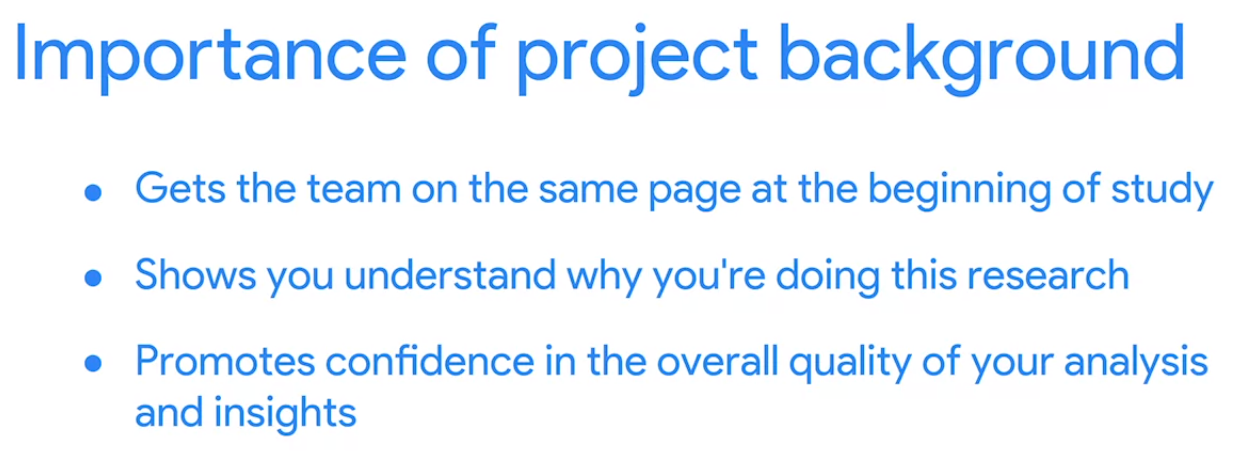 Importance of project background
● Gets the team on the same page at the beginning of study
● Shows you understand why you're doing this research
● Promotes confidence in the overall quality of your analysis
and insights